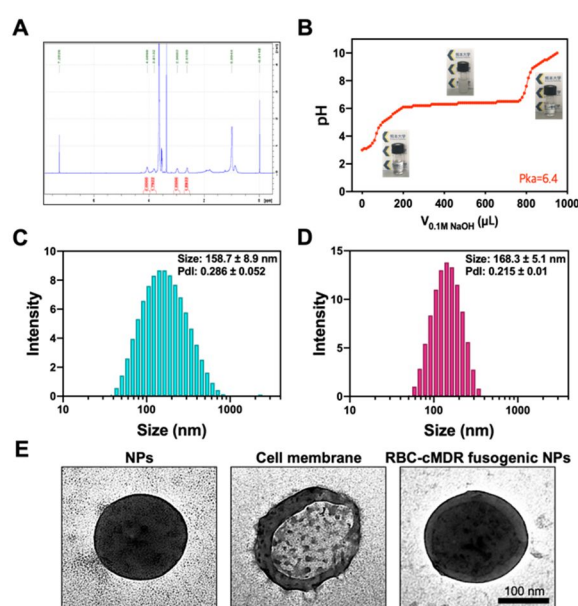 A
B
pH
10
8
6
4
2
0
0
200
400
600
800
1000
V0.1M NaOH (µL)
Pka=6.4
C
Size: 158.7 ± 8.9 nm
PdI: 0.286 ± 0.052
Intensity
10
8
6
4
2
0
10
100
1000
Size (nm)
D
Size: 168.3 ± 5.1 nm
PdI: 0.215 ± 0.01
Intensity
15
10
5
0
10
100
1000
Size (nm)
E
NPs
Cell membrane
RBC-cMDR fusogenic NPs
100 nm